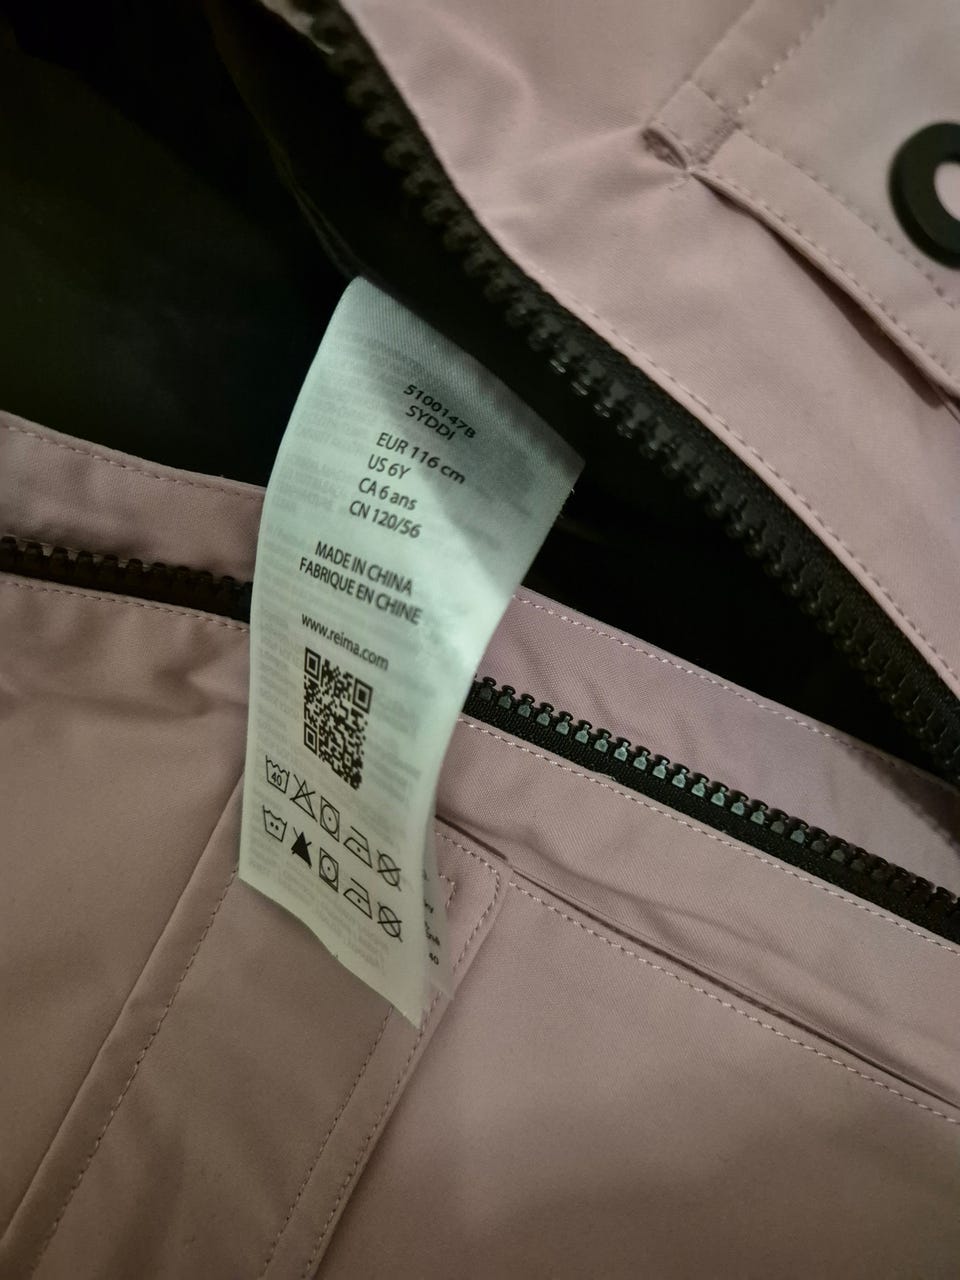 5100147B
SYDDI
EUR 116 cm
US 6Y
CA 6 ans
CN 120/56
MADE IN CHINA
FABRIQUE EN CHINE
www.reima.com
40
40